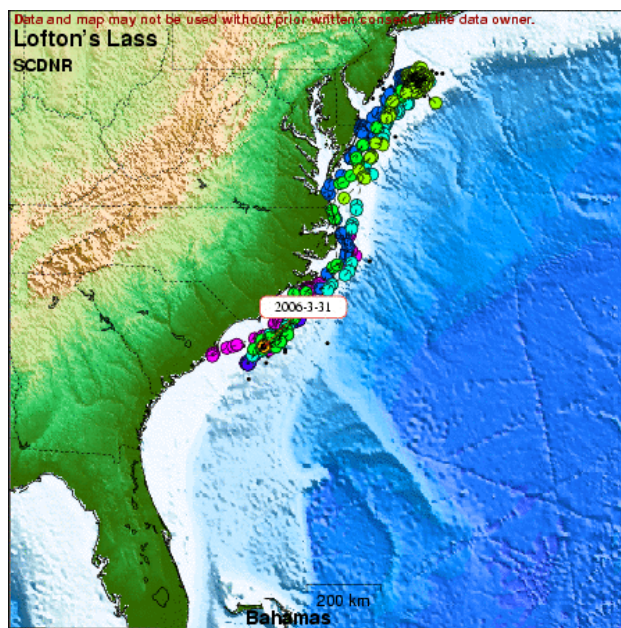 Data and map may not be used without prior written consent of the data owner.
Lofton's Lass
SCDNR
2006-3-31
200 km
Bahamas